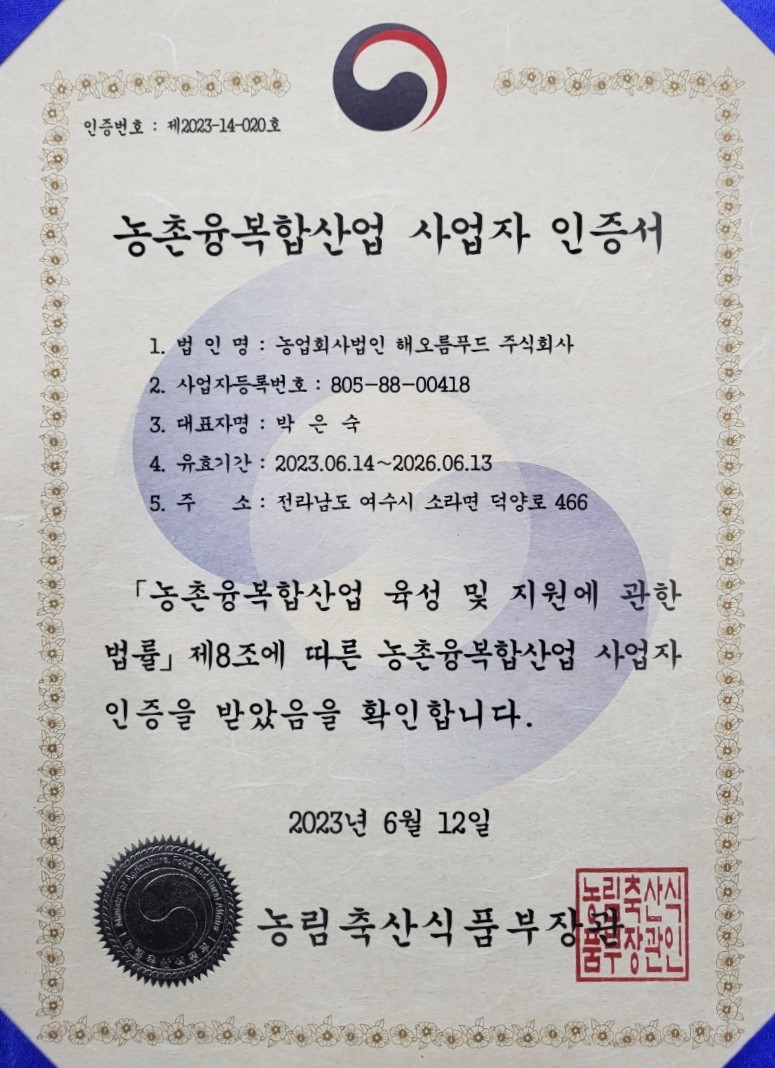 인증번호 : 제2023-14-020호
농촌융복합산업 사업자 인증서
1. 법 인 명 : 농업회사법인 해오름푸드 주식회사
2. 사업자등록번호 : 805-88-00418
3. 대표자명 : 박 은 숙
4. 유효기간 : 2023.06.14~2026.06.13
5. 주 소 : 전라남도 여수시 소라면 덕양로 466
「농촌융복합산업 육성 및 지원에 관한
법률」제8조에 따른 농촌융복합산업 사업자
인증을 받았음을 확인합니다.
2023년 6월 12일
Ministry of Agriculture, Food and Rural Affairs
농림축산식품부장관
농림축산식
품부장관인